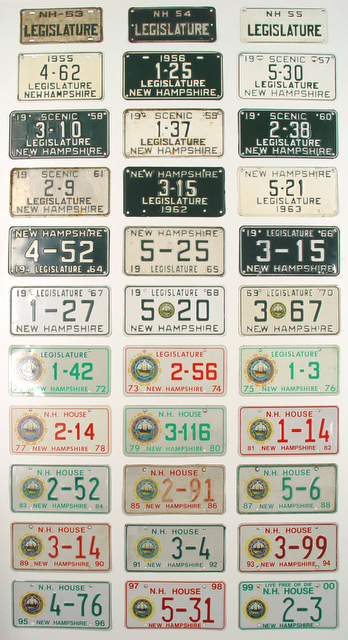 NH-53
LEGISLATURE
NH 54
LEGISLATURE
NH 55
LEGISLATURE
1955
4-62
LEGISLATURE
NEW HAMPSHIRE
1956
1-25
LEGISLATURE
NEW HAMPSHIRE
19 SCENIC 57
5-30
LEGISLATURE
NEW HAMPSHIRE
19 SCENIC 58
3-10
LEGISLATURE
NEW HAMPSHIRE
19 SCENIC 59
1-37
LEGISLATURE
NEW HAMPSHIRE
19 SCENIC 60
2-38
LEGISLATURE
NEW HAMPSHIRE
19 SCENIC 61
2-9
LEGISLATURE
NEW HAMPSHIRE
NEW HAMPSHIRE
3-15
LEGISLATURE
1962
NEW HAMPSHIRE
5-21
LEGISLATURE
1963
NEW HAMPSHIRE
4-52
19 LEGISLATURE 64
NEW HAMPSHIRE
5-25
19 LEGISLATURE 65
19 LEGISLATURE 66
3-15
NEW HAMPSHIRE
19 LEGISLATURE 67
1-27
NEW HAMPSHIRE
19 LEGISLATURE 68
5 20
NEW HAMPSHIRE
69 LEGISLATURE 70
3 67
NEW HAMPSHIRE
LEGISLATURE
1-42
71 NEW HAMPSHIRE 72
LEGISLATURE
2-56
73 NEW HAMPSHIRE 74
LEGISLATURE
1-3
75 NEW HAMPSHIRE 76
N.H. HOUSE
2-14
77 NEW HAMPSHIRE 78
N.H. HOUSE
3-116
79 NEW HAMPSHIRE 80
N.H. HOUSE
1-14
81 NEW HAMPSHIRE 82
N.H. HOUSE
2-52
83 NEW HAMPSHIRE 84
N.H. HOUSE
2-91
85 NEW HAMPSHIRE 86
N.H. HOUSE
5-6
87 NEW HAMPSHIRE 88
N.H. HOUSE
3-14
89 NEW HAMPSHIRE 90
N.H. HOUSE
3-4
91 NEW HAMPSHIRE 92
N.H. HOUSE
3-99
93 NEW HAMPSHIRE 94
N.H. HOUSE
4-76
95 NEW HAMPSHIRE 96
97 98
5-31
NEW HAMPSHIRE
99 LIVE FREE OR DIE 00
2-3
NEW HAMPSHIRE